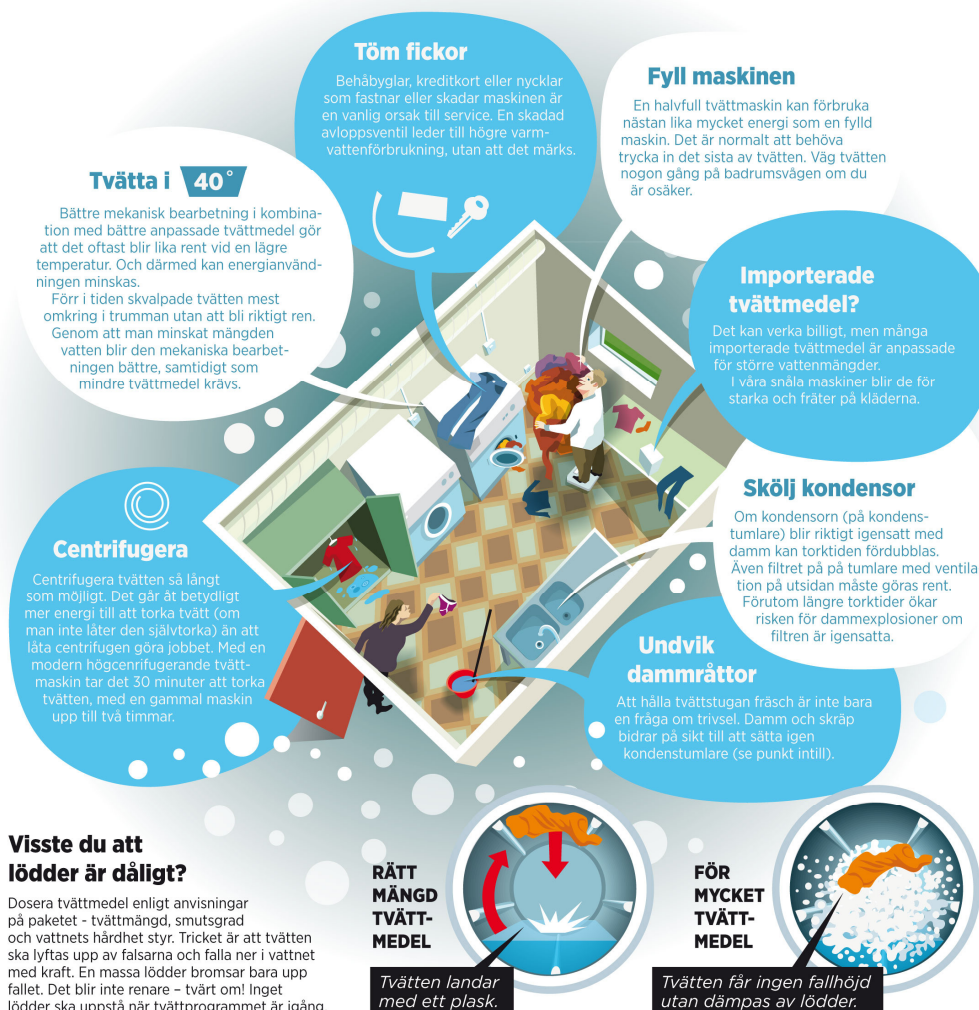 Töm fickor
Behåbyglar, kreditkort eller nycklar
som fastnar eller skadar maskinen är
en vanlig orsak till service. En skadad
avloppsventil leder till högre varm-
vattenförbrukning, utan att det märks.
Fyll maskinen
En halvfull tvättmaskin kan förbruka
nästan lika mycket energi som en fylld
maskin. Det är normalt att behöva
trycka in det sista av tvätten. Väg tvätten
nogon gång på badrumsvågen om du
är osäker.
Tvätta i 40°
Bättre mekanisk bearbetning i kombina-
tion med bättre anpassade tvättmedel gör
att det oftast blir lika rent vid en lägre
temperatur. Och därmed kan energianvänd-
ningen minskas.
Förr i tiden skvalpade tvätten mest
omkring i trumman utan att bli riktigt ren.
Genom att man minskat mängden
vatten blir den mekaniska bearbet-
ningen bättre, samtidigt som
mindre tvättmedel krävs.
Importerade
tvättmedel?
Det kan verka billigt, men många
importerade tvättmedel är anpassade
för större vattenmängder.
I våra snåla maskiner blir de för
starka och fräter på kläderna.
Skölj kondensor
Om kondensorn (på kondens-
tumlare) blir riktigt igensatt med
damm kan torktiden fördubblas.
Även filtret på på tumlare med ventila
tion på utsidan måste göras rent.
Förutom längre torktider ökar
risken för dammexplosioner om
filtren är igensatta.
Centrifugera
Centrifugera tvätten så långt
som möjligt. Det går åt betydligt
mer energi till att torka tvätt (om
man inte låter den självtorka) än att
låta centrifugen göra jobbet. Med en
modern högcenrifugerande tvätt-
maskin tar det 30 minuter att torka
tvätten, med en gammal maskin
upp till två timmar.
Undvik
dammråttor
Att hålla tvättstugan fräsch är inte bara
en fråga om trivsel. Damm och skräp
bidrar på sikt till att sätta igen
kondenstumlare (se punkt intill).
Visste du att
lödder är dåligt?
Dosera tvättmedel enligt anvisningar
på paketet - tvättmängd, smutsgrad
och vattnets hårdhet styr. Tricket är att tvätten
ska lyftas upp av falsarna och falla ner i vattnet
med kraft. En massa lödder bromsar bara upp
fallet. Det blir inte renare – tvärt om! Inget
lödder ska uppstå när tvättprogrammet är igång
RÄTT
MÄNGD
TVÄTT-
MEDEL
Tvätten landar
med ett plask.
FÖR
MYCKET
TVÄTT-
MEDEL
Tvätten får ingen fallhöjd
utan dämpas av lödder.